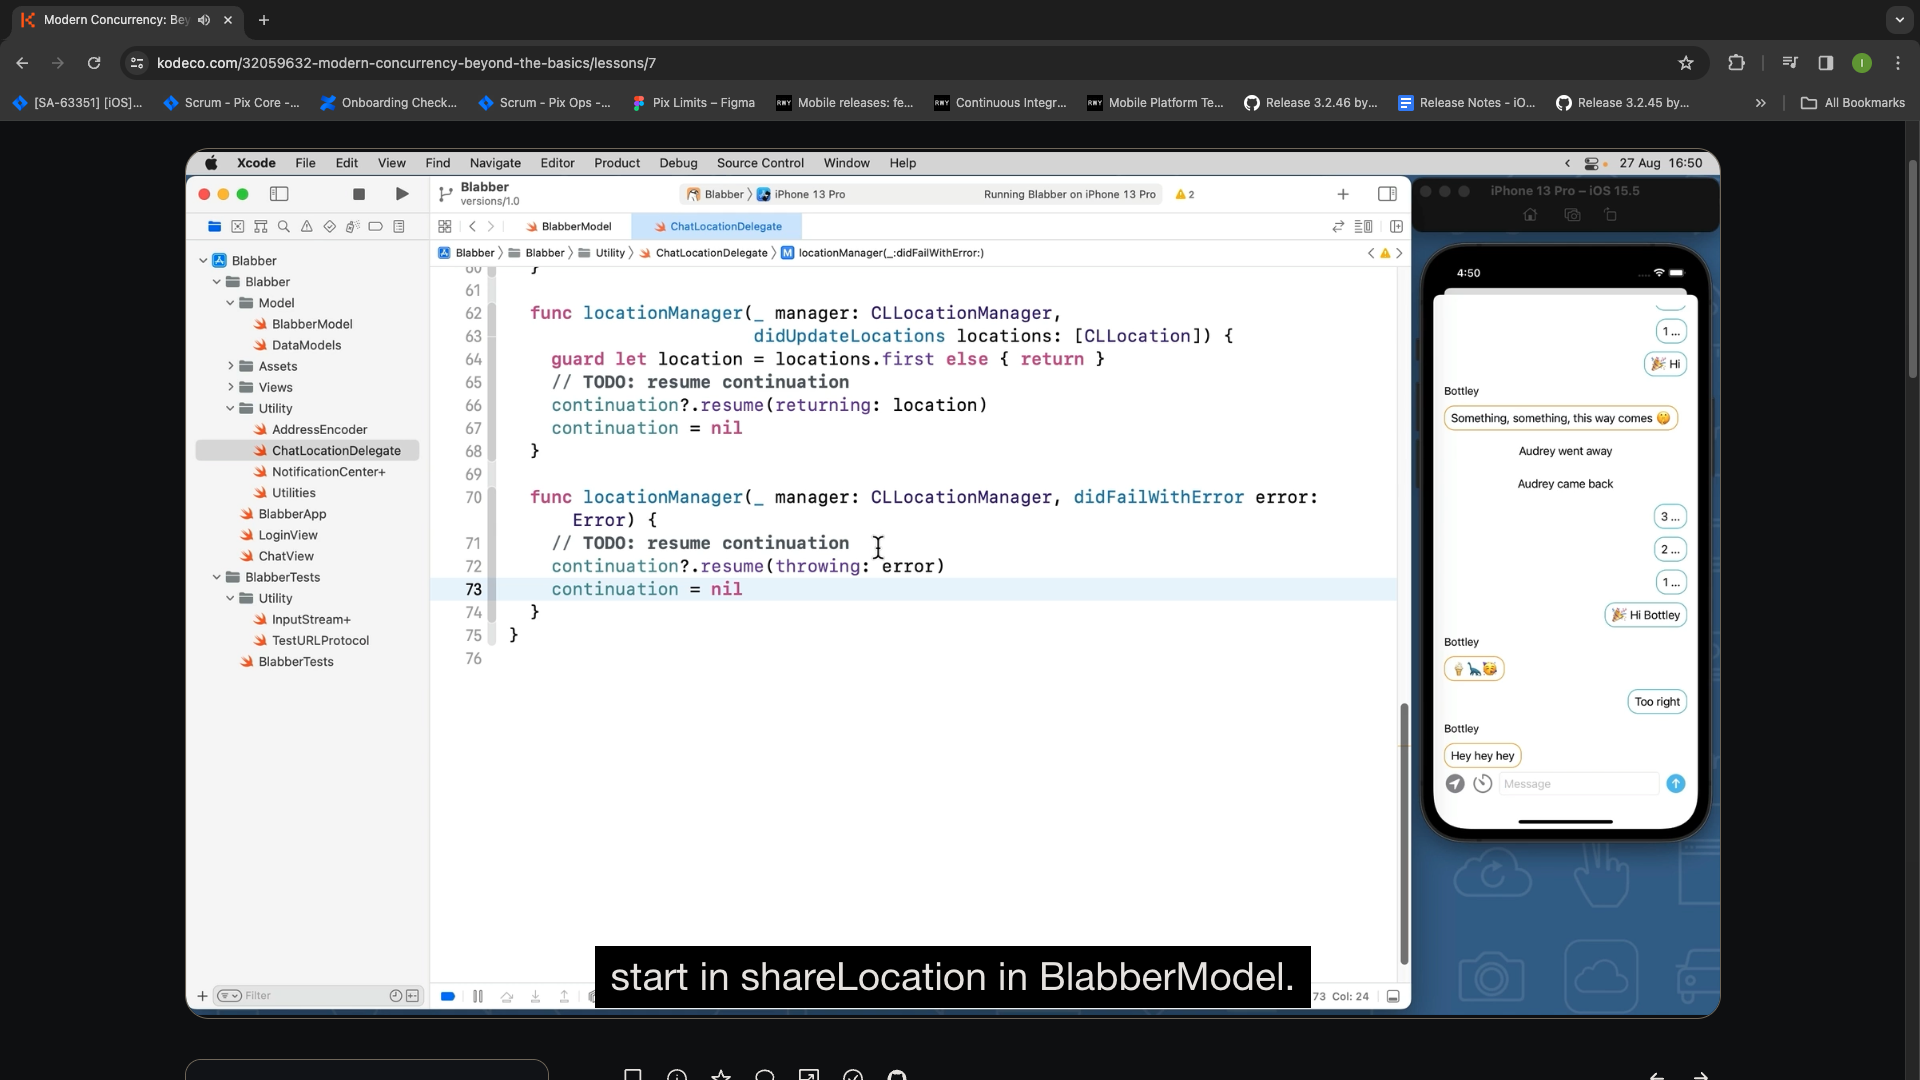 Modern Concurrency: Bey
kodeco.com/32059632-modern-concurrency-beyond-the-basics/lessons/7
[SA-63351] [iOS]...
Scrum - Pix Core -...
Onboarding Check...
Scrum - Pix Ops -...
Pix Limits – Figma
Mobile releases: fe...
Continuous Integr...
Mobile Platform Te...
Release 3.2.46 by...
Release Notes - iO...
Release 3.2.45 by...
All Bookmarks
Xcode File Edit View Find Navigate Editor Product Debug Source Control Window Help
27 Aug 16:50
Blabber
versions/1.0
Blabber
iPhone 13 Pro
Running Blabber on iPhone 13 Pro
2
BlabberModel
ChatLocationDelegate
Blabber
Blabber
Utility
ChatLocationDelegate
M locationManager(_:didFailWithError:)
Blabber
Blabber
Model
BlabberModel
DataModels
Assets
Views
Utility
AddressEncoder
ChatLocationDelegate
NotificationCenter+
Utilities
BlabberApp
LoginView
ChatView
BlabberTests
Utility
InputStream+
TestURLProtocol
BlabberTests
Filter
60 }
61
62 func locationManager(_ manager: CLLocationManager,
63 didUpdateLocations locations: [CLLocation]) {
64 guard let location = locations.first else { return }
65 // TODO: resume continuation
66 continuation?.resume(returning: location)
67 continuation = nil
68 }
69
70 func locationManager(_ manager: CLLocationManager, didFailWithError error:
Error) {
71 // TODO: resume continuation
72 continuation?.resume(throwing: error)
73 continuation = nil
74 }
75 }
76
73 Col: 24
start in shareLocation in BlabberModel.
iPhone 13 Pro – iOS 15.5
4:50
1 ...
🎉 Hi
Bottley
Something, something, this way comes 🤫
Audrey went away
Audrey came back
3 ...
2 ...
1 ...
🎉 Hi Bottley
Bottley
🍦🦕🥳
Too right
Bottley
Hey hey hey
Message